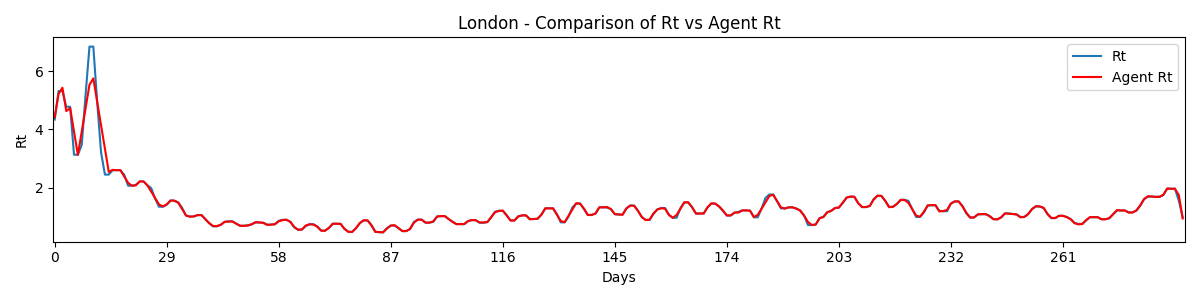 London - Comparison of Rt vs Agent Rt
Rt
Agent Rt
Rt
6
4
2
0 29 58 87 116 145 174 203 232 261
Days